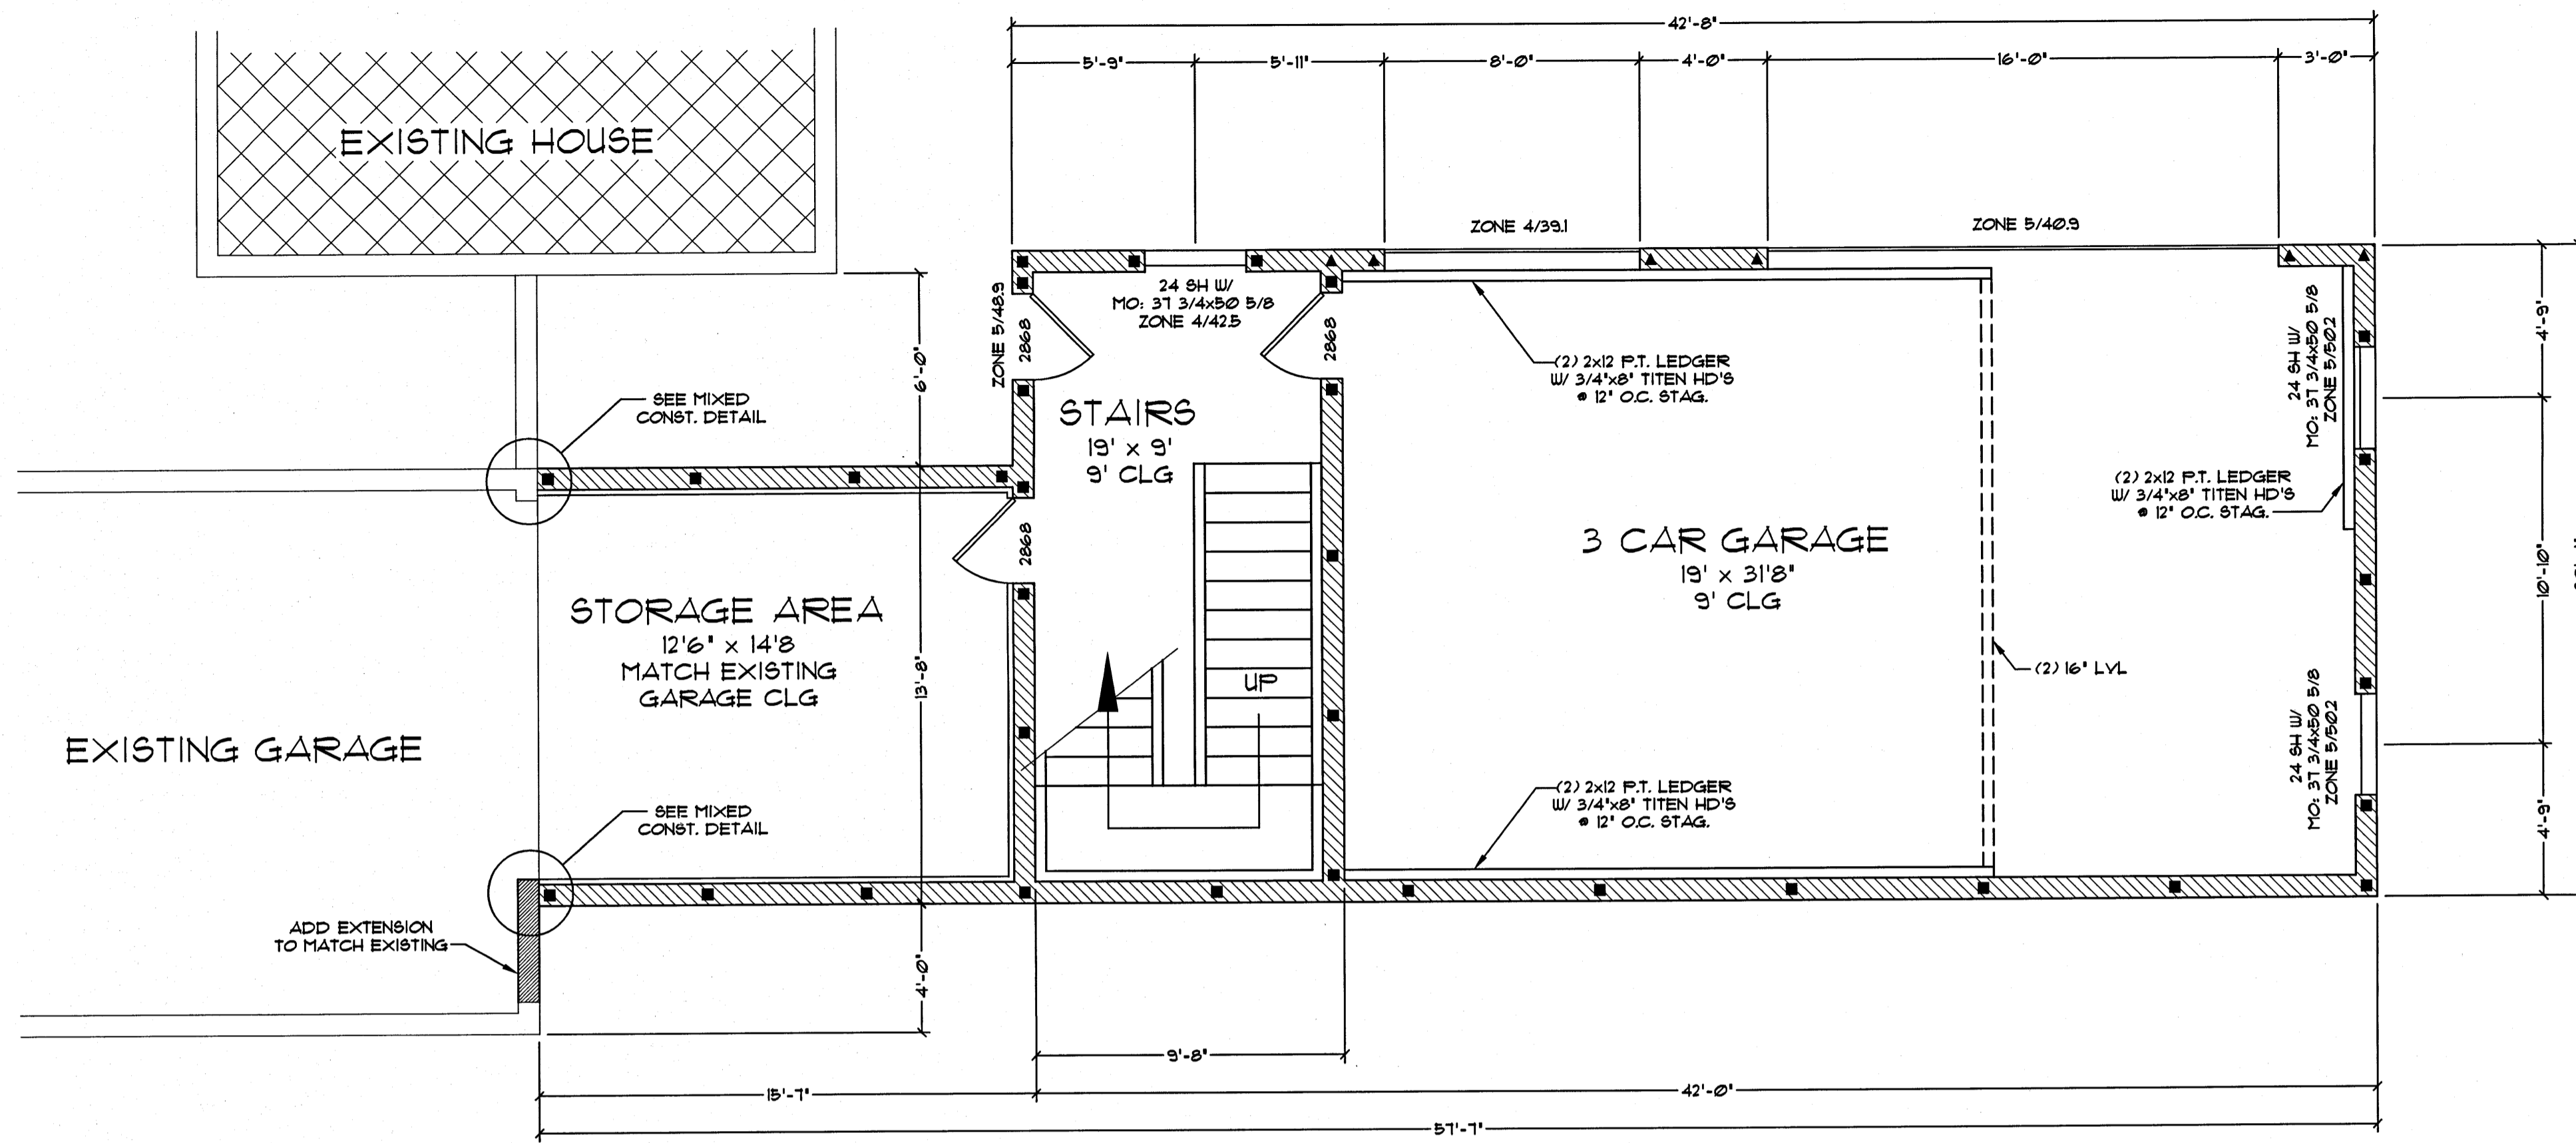 42'-8"
5'-9"
5'-11"
8'-0"
4'-0"
16'-0"
3'-0"
EXISTING HOUSE
ZONE 4/39.1
ZONE 5/40.9
24 SH W/
MO: 37 3/4x50 5/8
ZONE 4/42.5
ZONE 5/48.9
2868
2868
6'-0"
(2) 2x12 P.T. LEDGER
W/ 3/4"x8" TITEN HD'S
@ 12" O.C. STAG.
24 SH W/
MO: 37 3/4x50 5/8
ZONE 5/50.2
4'-9"
SEE MIXED
CONST. DETAIL
STAIRS
19' x 9'
9' CLG
(2) 2x12 P.T. LEDGER
W/ 3/4"x8" TITEN HD'S
@ 12" O.C. STAG.
2868
3 CAR GARAGE
19' x 31'8"
9' CLG
10'-10"
STORAGE AREA
12'6" x 14'8
MATCH EXISTING
GARAGE CLG
13'-8"
UP
(2) 16" LVL
24 SH W/
MO: 37 3/4x50 5/8
ZONE 5/50.2
EXISTING GARAGE
SEE MIXED
CONST. DETAIL
(2) 2x12 P.T. LEDGER
W/ 3/4"x8" TITEN HD'S
@ 12" O.C. STAG.
4'-9"
ADD EXTENSION
TO MATCH EXISTING
4'-0"
9'-8"
15'-7"
42'-0"
57'-7"